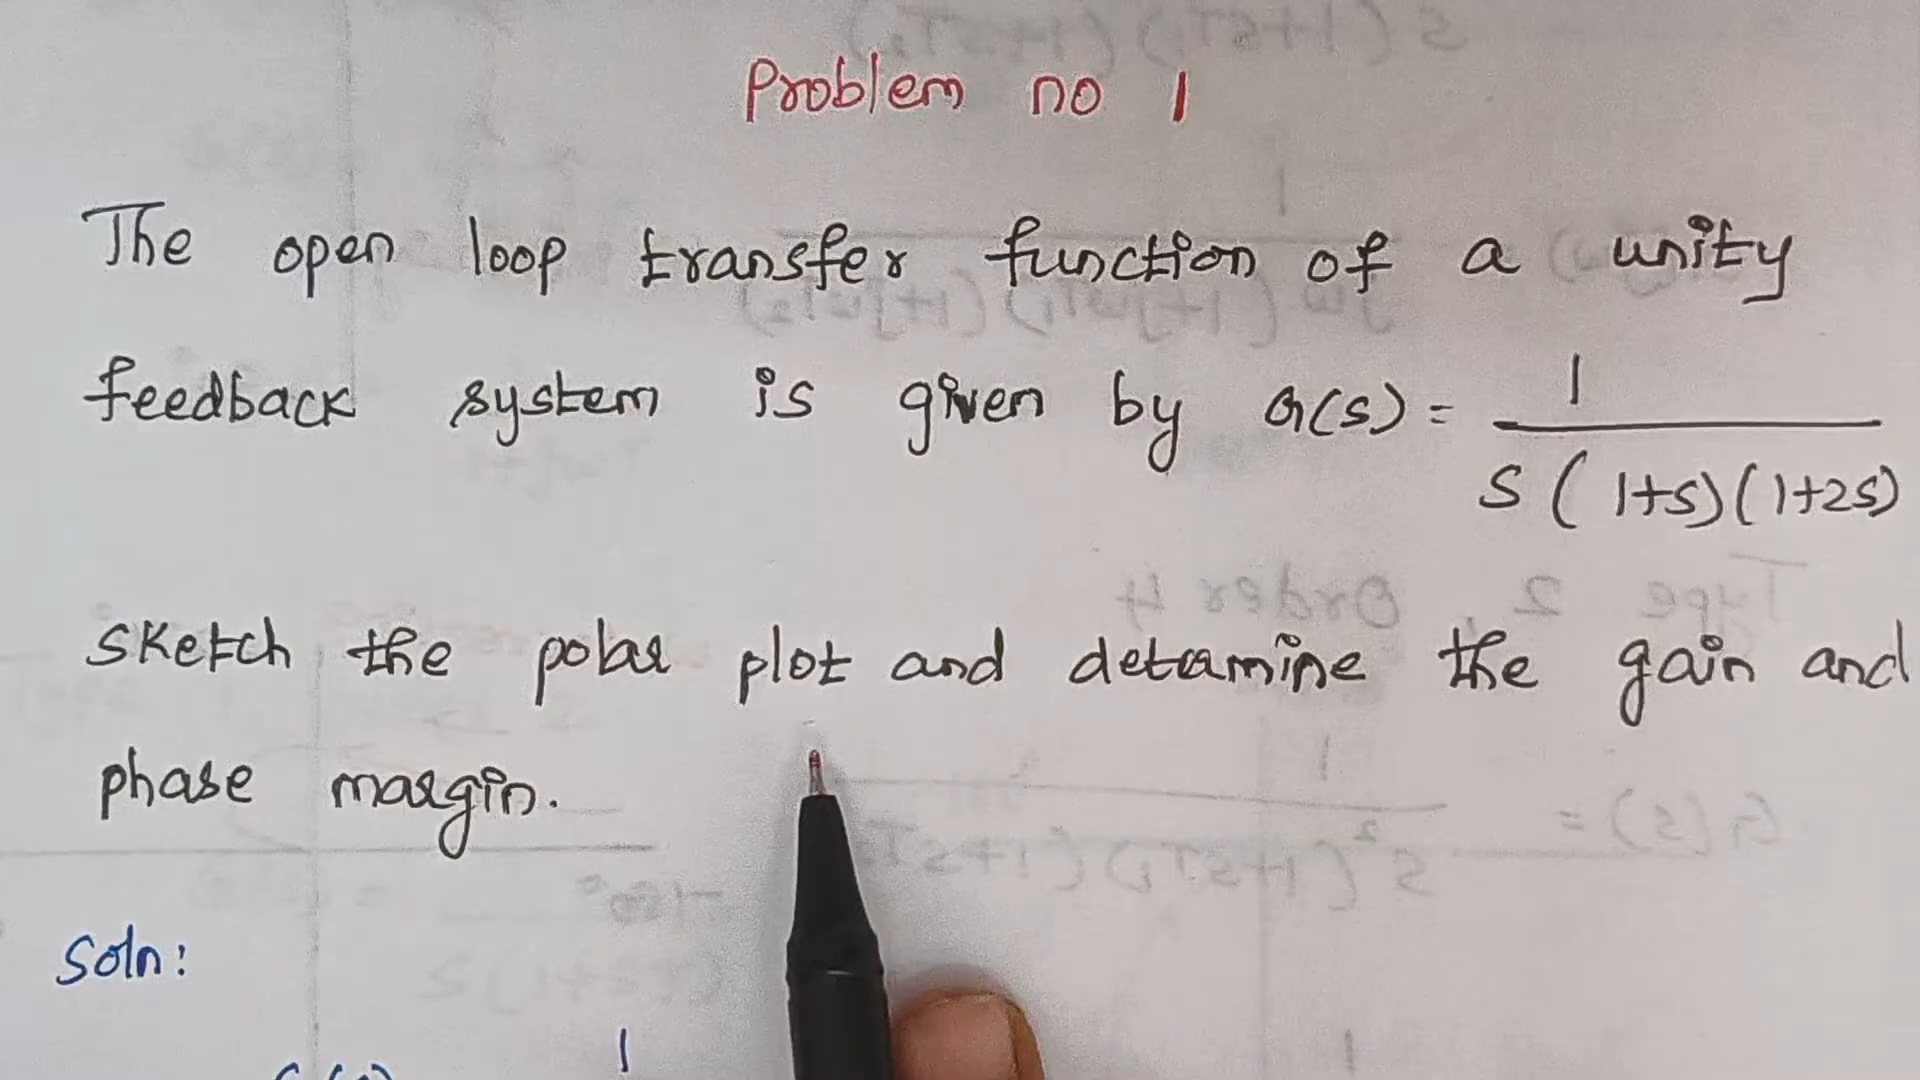 Problem no 1
The open loop transfer function of a unity
feedback system is given by G(s) = 1 / s(1+s)(1+2s)
sketch the polar plot and determine the gain and
phase margin.
Soln:
1